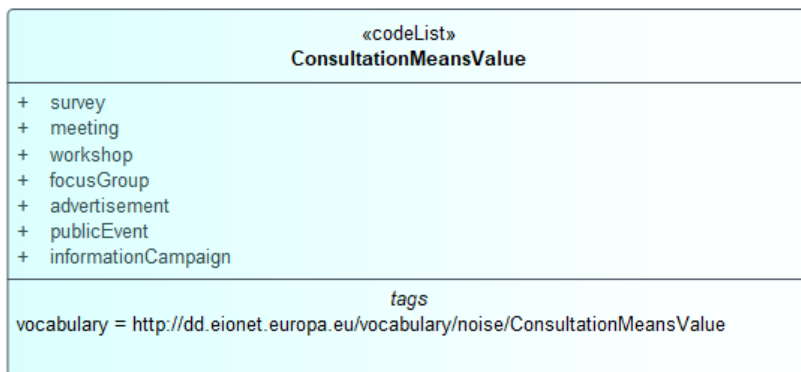 «codeList»
ConsultationMeansValue
+ survey
+ meeting
+ workshop
+ focusGroup
+ advertisement
+ publicEvent
+ informationCampaign
tags
vocabulary = http://dd.eionet.europa.eu/vocabulary/noise/ConsultationMeansValue